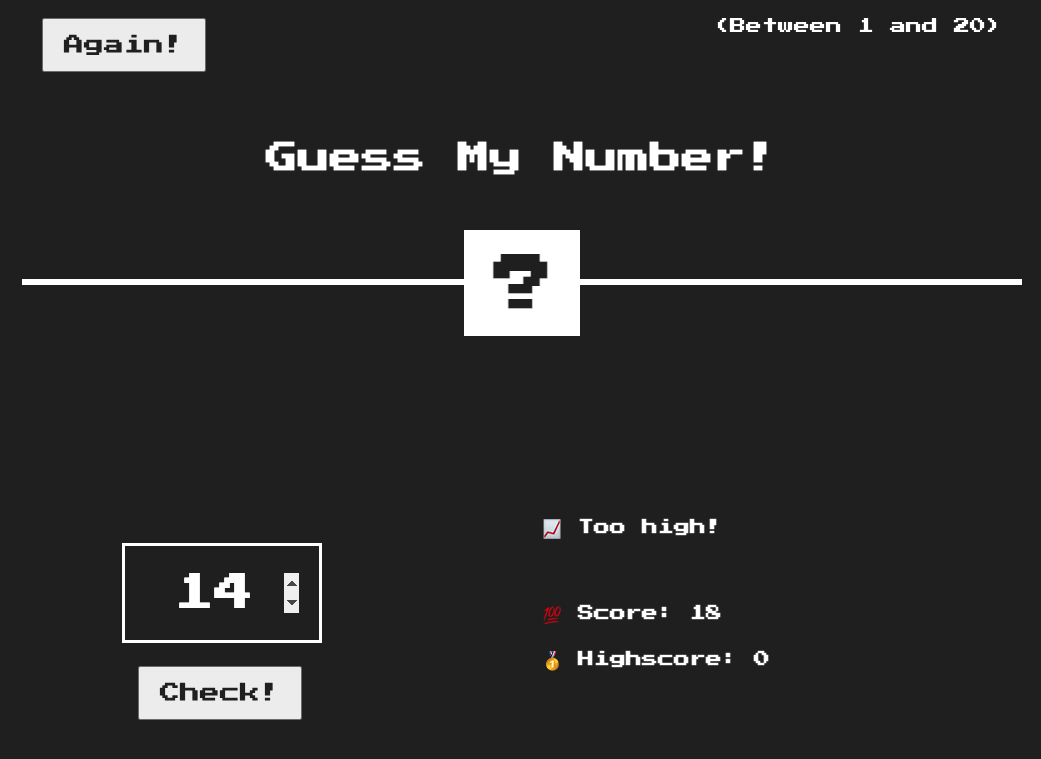 Again!
(Between 1 and 20)
Guess My Number!
?
14
Check!
📈 Too high!
💯 Score: 18
🥇 Highscore: 0